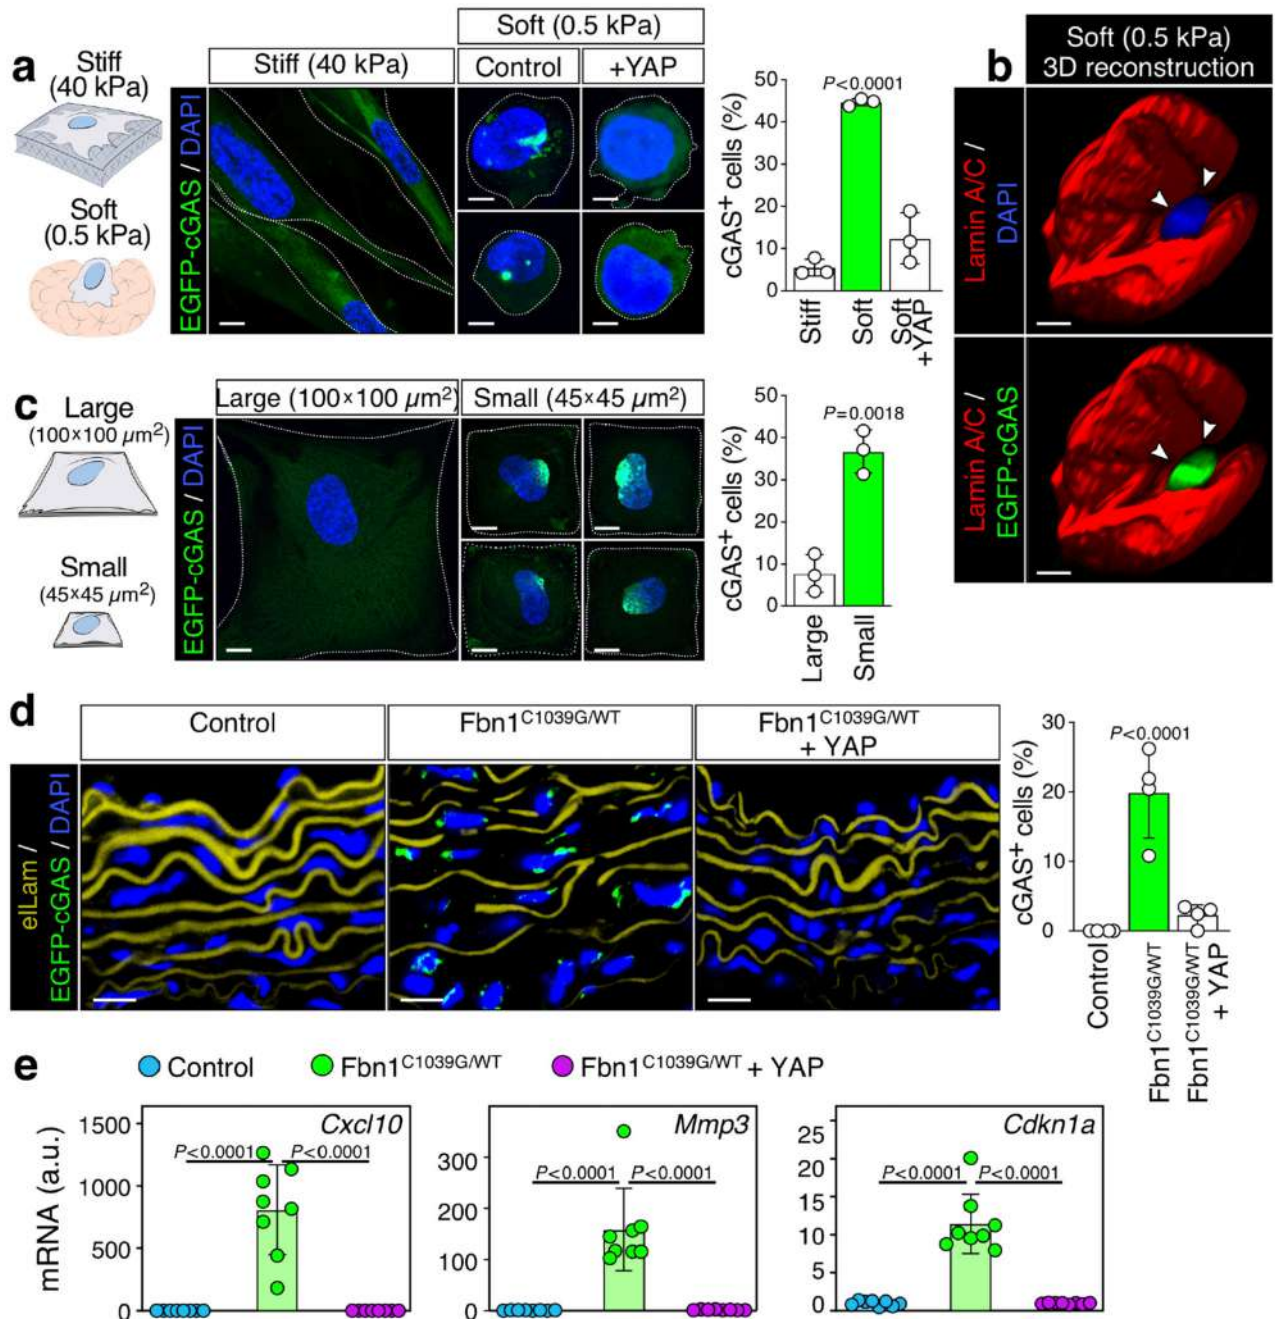 a
Stiff
(40 kPa)
Soft
(0.5 kPa)
EGFP-cGAS / DAPI
Stiff (40 kPa)
Soft (0.5 kPa)
Control
+YAP
cGAS+ cells (%)
50
40
30
20
10
0
P<0.0001
Stiff
Soft
Soft
+YAP
b
Soft (0.5 kPa)
3D reconstruction
Lamin A/C /
DAPI
Lamin A/C /
EGFP-cGAS
c
Large
(100×100 µm2)
Small
(45×45 µm2)
EGFP-cGAS / DAPI
Large (100×100 µm2)
Small (45×45 µm2)
cGAS+ cells (%)
50
40
30
20
10
0
P=0.0018
Large
Small
d
elLam /
EGFP-cGAS / DAPI
Control
Fbn1C1039G/WT
Fbn1C1039G/WT
+ YAP
cGAS+ cells (%)
30
20
10
0
P<0.0001
Control
Fbn1C1039G/WT
Fbn1C1039G/WT
+ YAP
e
Control
Fbn1C1039G/WT
Fbn1C1039G/WT + YAP
mRNA (a.u.)
Cxcl10
1500
1000
500
0
P<0.0001 P<0.0001
Mmp3
300
200
100
0
P<0.0001 P<0.0001
Cdkn1a
25
20
15
10
5
0
P<0.0001 P<0.0001